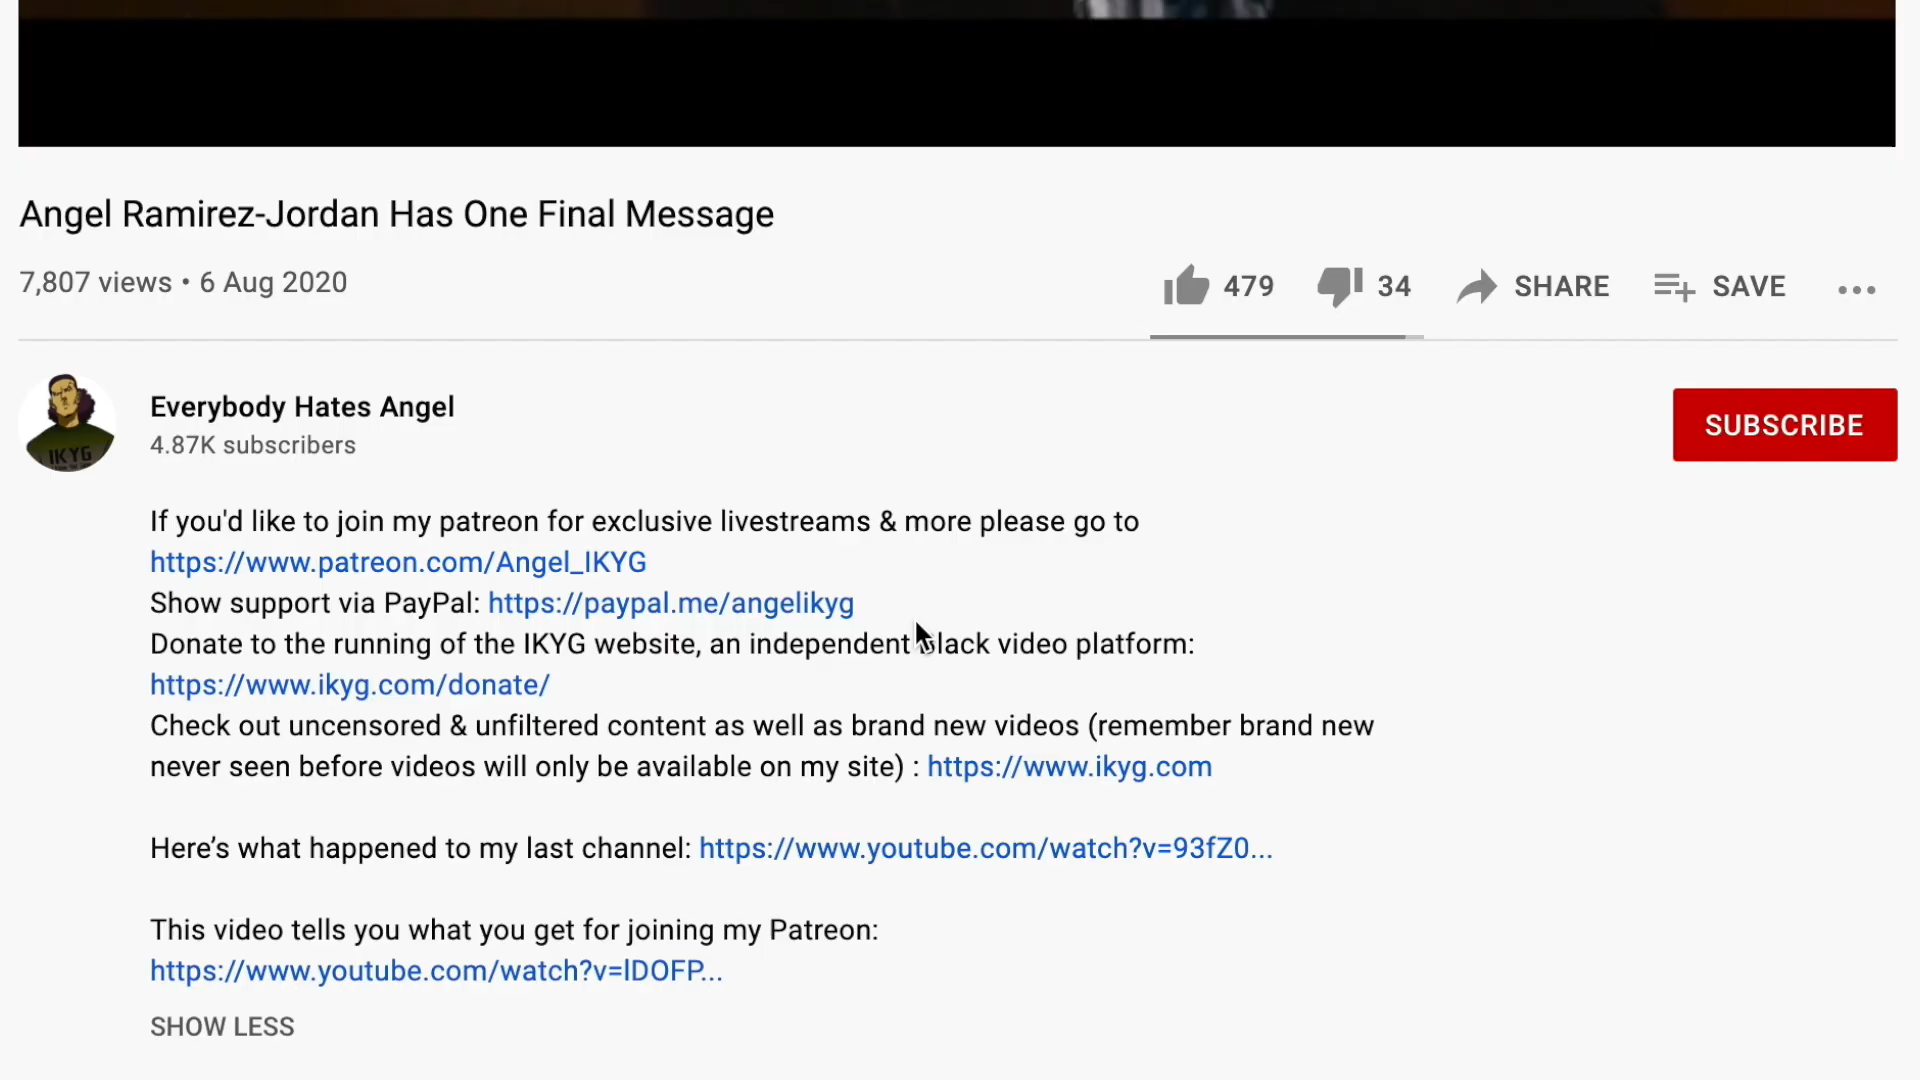 Angel Ramirez-Jordan Has One Final Message
7,807 views • 6 Aug 2020
479 34 SHARE SAVE
Everybody Hates Angel
4.87K subscribers
SUBSCRIBE
IKYG
If you'd like to join my patreon for exclusive livestreams & more please go to
https://www.patreon.com/Angel_IKYG
Show support via PayPal: https://paypal.me/angelikyg
Donate to the running of the IKYG website, an independent black video platform:
https://www.ikyg.com/donate/
Check out uncensored & unfiltered content as well as brand new videos (remember brand new
never seen before videos will only be available on my site) : https://www.ikyg.com
Here’s what happened to my last channel: https://www.youtube.com/watch?v=93fZ0...
This video tells you what you get for joining my Patreon:
https://www.youtube.com/watch?v=lDOFP...
SHOW LESS